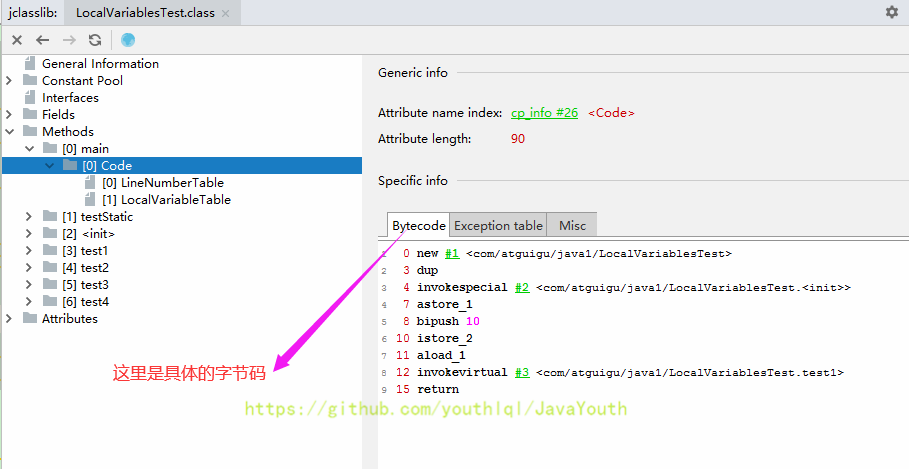 jclasslib: LocalVariablesTest.class ×
General Information
Constant Pool
Interfaces
Fields
Methods
[0] main
[0] Code
[0] LineNumberTable
[1] LocalVariableTable
[1] testStatic
[2] <init>
[3] test1
[4] test2
[5] test3
[6] test4
Attributes
Generic info
Attribute name index: cp_info #26 <Code>
Attribute length: 90
Specific info
Bytecode Exception table Misc
1 0 new #1 <com/atguigu/java1/LocalVariablesTest>
2 3 dup
3 4 invokespecial #2 <com/atguigu/java1/LocalVariablesTest.<init>>
4 7 astore_1
5 8 bipush 10
6 10 istore_2
7 11 aload_1
8 12 invokevirtual #3 <com/atguigu/java1/LocalVariablesTest.test1>
9 15 return
这里是具体的字节码
https://github.com/youthlql/JavaYouth